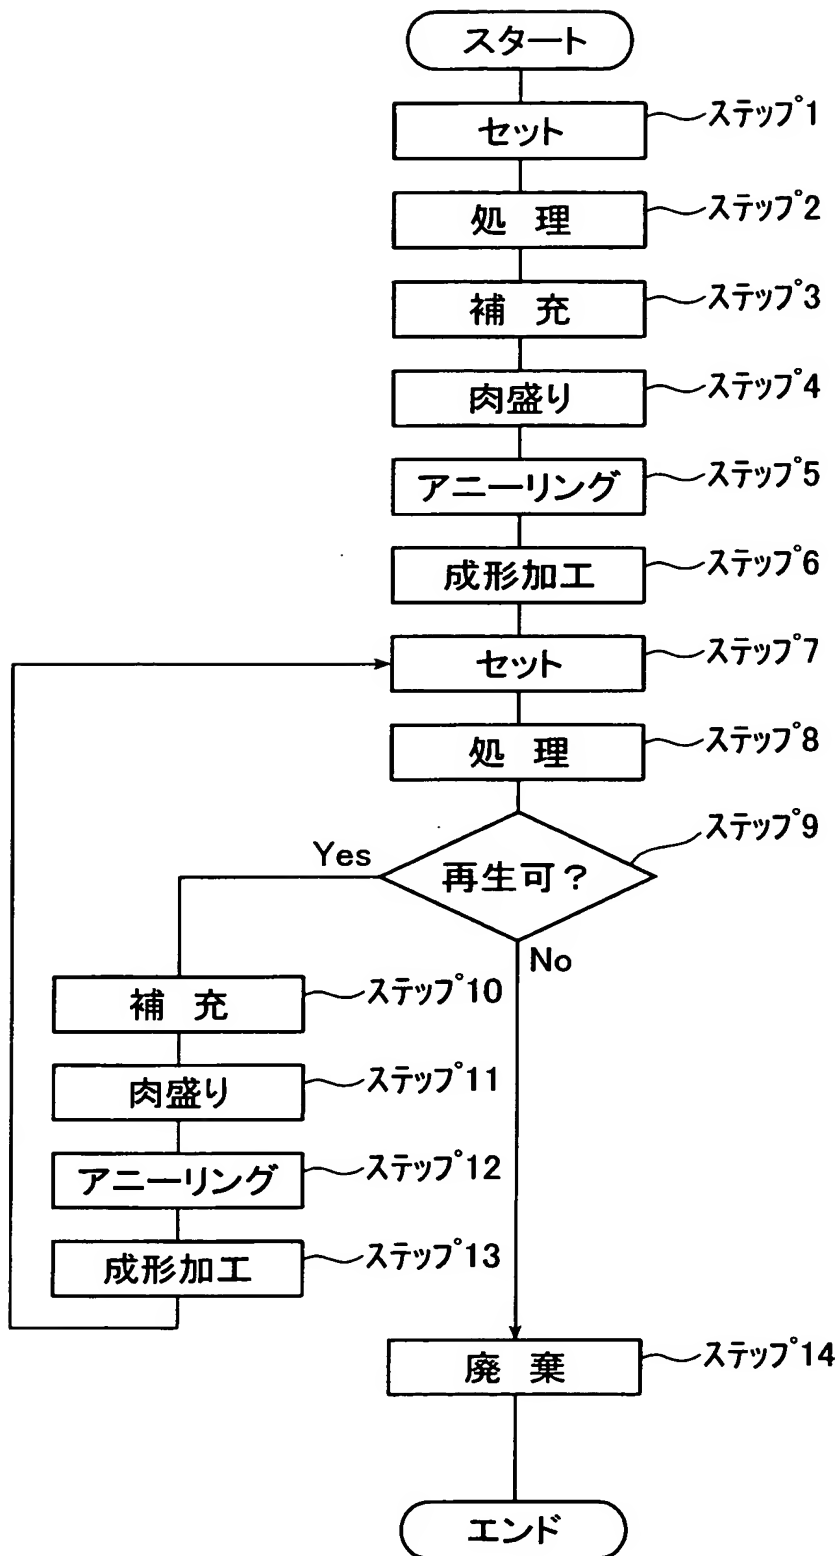 スタート
セット
ステップ1
処 理
ステップ2
補 充
ステップ3
肉盛り
ステップ4
アニーリング
ステップ5
成形加工
ステップ6
セット
ステップ7
処 理
ステップ8
再生可?
ステップ9
Yes
No
補 充
ステップ10
肉盛り
ステップ11
アニーリング
ステップ12
成形加工
ステップ13
廃 棄
ステップ14
エンド